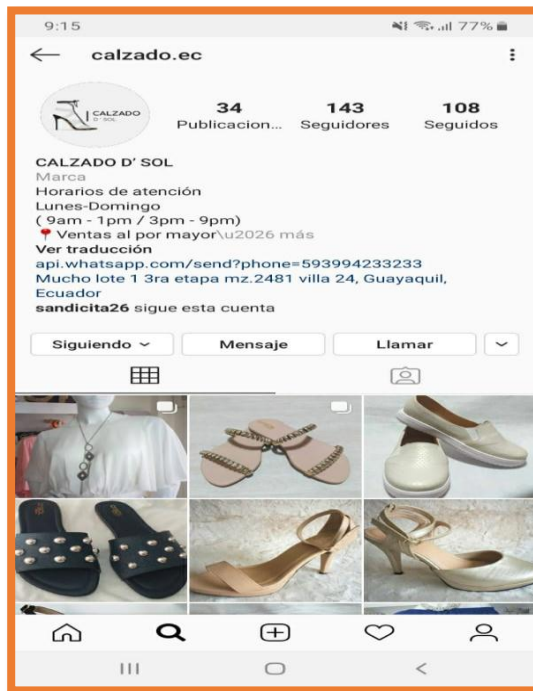 9:15
77%
calzado.ec
CALZADO
D' SOL
34
143
108
Publicacion...
Seguidores
Seguidos
CALZADO D' SOL
Marca
Horarios de atención
Lunes-Domingo
( 9am - 1pm / 3pm - 9pm)
Ventas al por mayor\u2026 más
Ver traducción
api.whatsapp.com/send?phone=593994233233
Mucho lote 1 3ra etapa mz.2481 villa 24, Guayaquil,
Ecuador
sandicita26 sigue esta cuenta
Siguiendo
Mensaje
Llamar